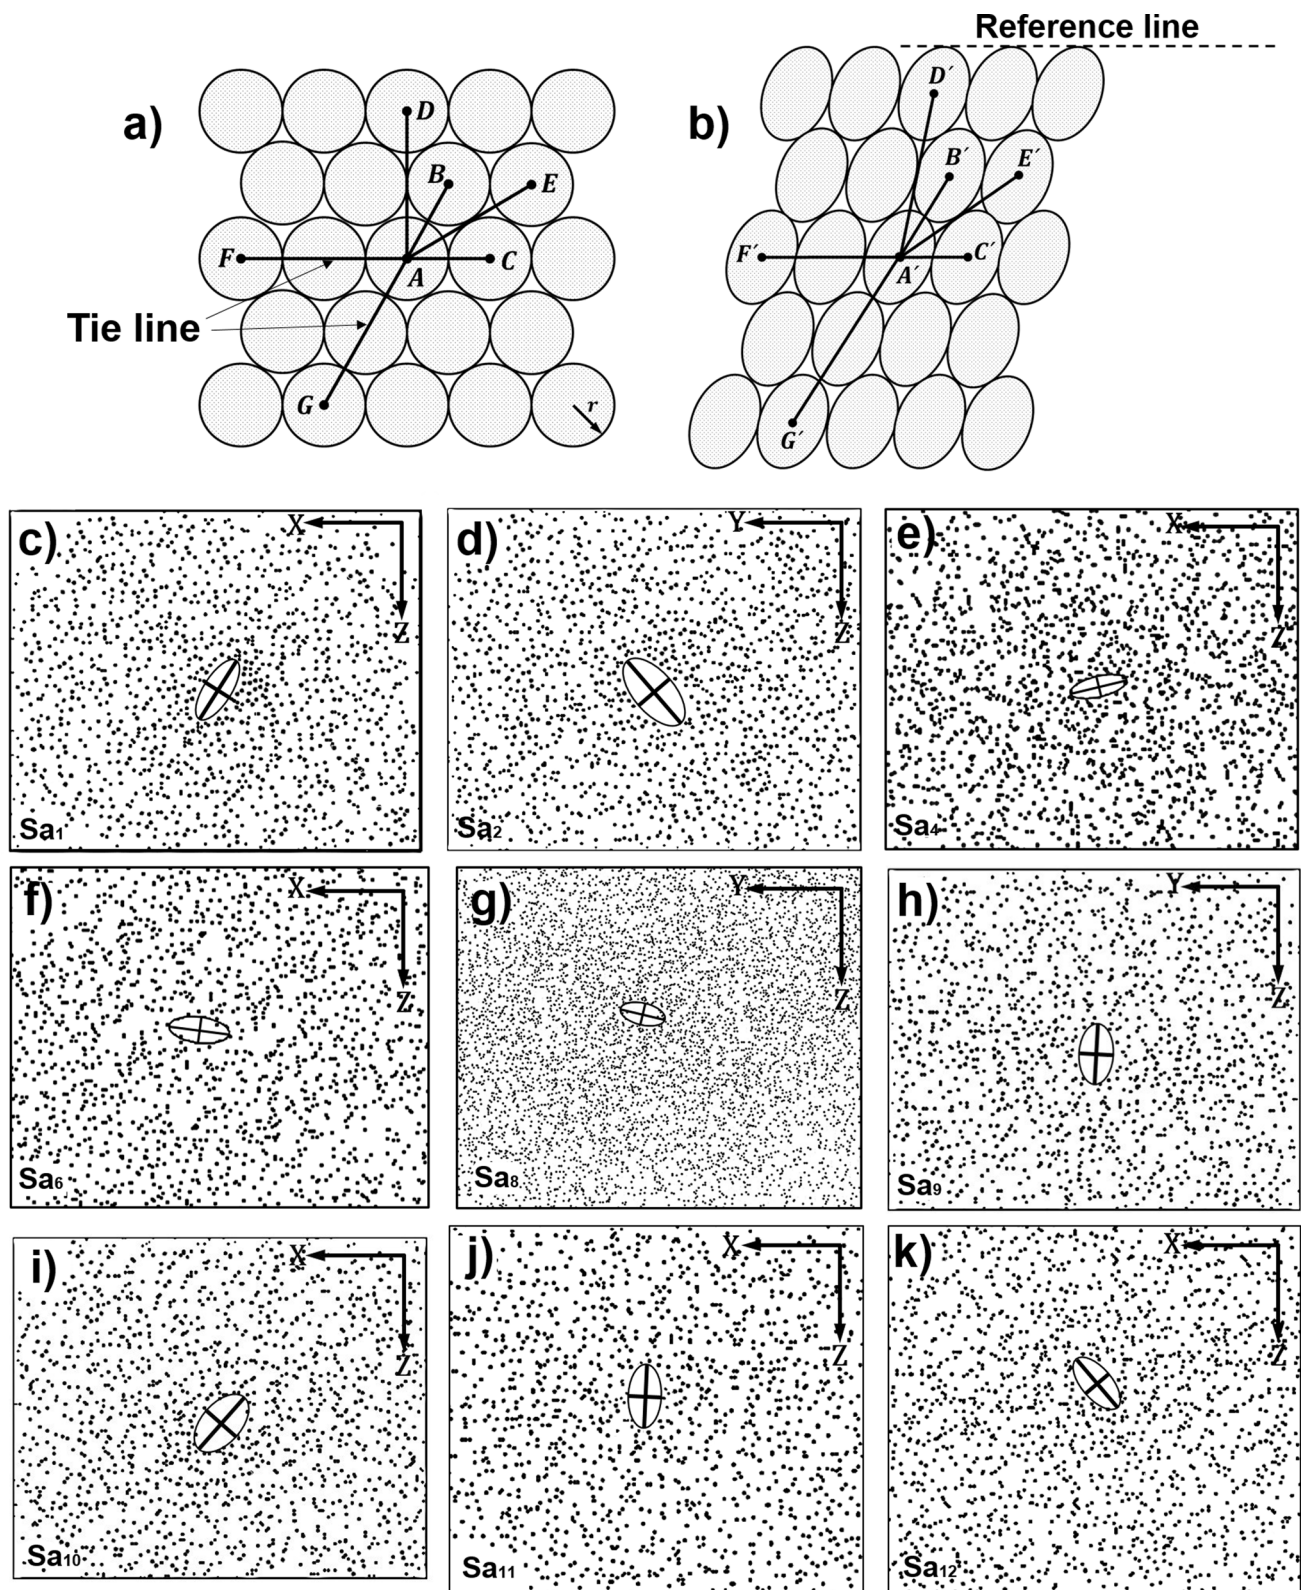 Reference line
a)
b)
D
B
E
F
A
C
G
r
Tie line
D′
B′
E′
F′
A′
C′
G′
c)
X
Z
Sa1
d)
Y
Z
Sa2
e)
X
Z
Sa4
f)
X
Z
Sa6
g)
Y
Z
Sa8
h)
Y
Z
Sa9
i)
X
Z
Sa10
j)
X
Z
Sa11
k)
X
Z
Sa12